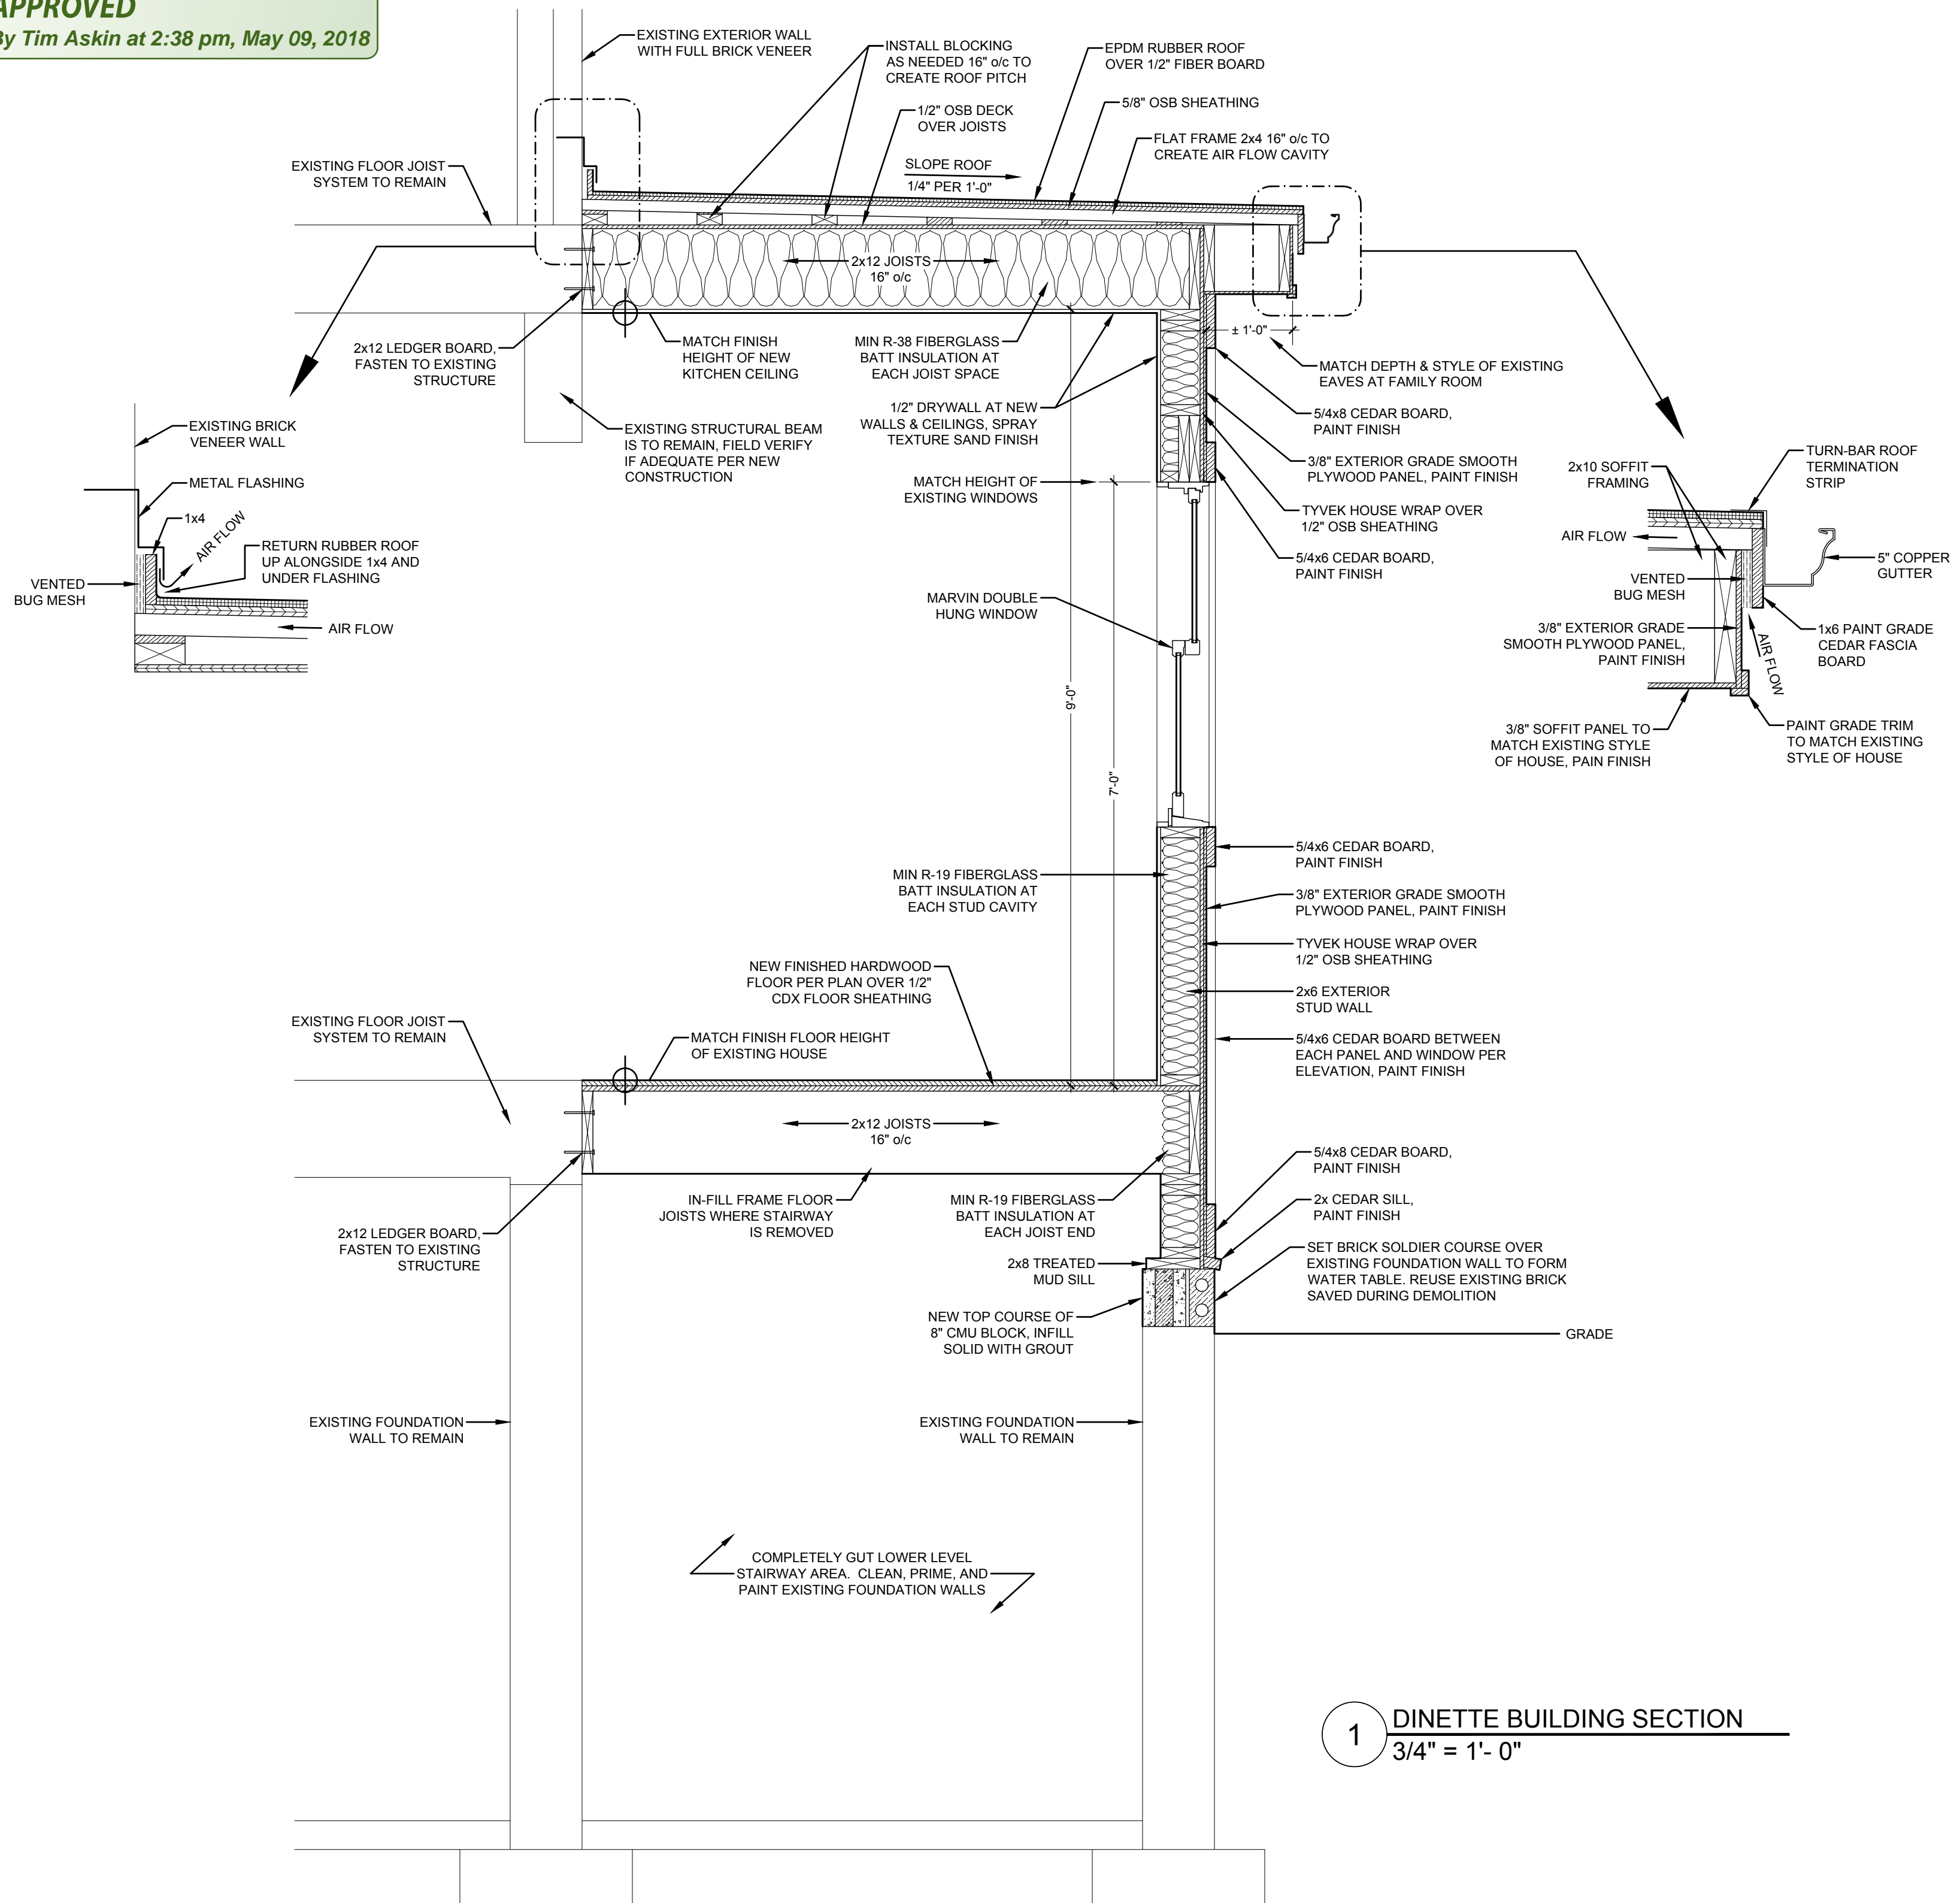 APPROVED
By Tim Askin at 2:38 pm, May 09, 2018
EXISTING EXTERIOR WALL
WITH FULL BRICK VENEER
INSTALL BLOCKING
AS NEEDED 16" o/c TO
CREATE ROOF PITCH
EPDM RUBBER ROOF
OVER 1/2" FIBER BOARD
5/8" OSB SHEATHING
1/2" OSB DECK
OVER JOISTS
FLAT FRAME 2x4 16" o/c TO
CREATE AIR FLOW CAVITY
EXISTING FLOOR JOIST
SYSTEM TO REMAIN
SLOPE ROOF
1/4" PER 1'-0"
2x12 JOISTS
16" o/c
± 1'-0"
2x12 LEDGER BOARD,
FASTEN TO EXISTING
STRUCTURE
MATCH FINISH
HEIGHT OF NEW
KITCHEN CEILING
MIN R-38 FIBERGLASS
BATT INSULATION AT
EACH JOIST SPACE
MATCH DEPTH & STYLE OF EXISTING
EAVES AT FAMILY ROOM
1/2" DRYWALL AT NEW
WALLS & CEILINGS, SPRAY
TEXTURE SAND FINISH
5/4x8 CEDAR BOARD,
PAINT FINISH
EXISTING STRUCTURAL BEAM
IS TO REMAIN, FIELD VERIFY
IF ADEQUATE PER NEW
CONSTRUCTION
3/8" EXTERIOR GRADE SMOOTH
PLYWOOD PANEL, PAINT FINISH
MATCH HEIGHT OF
EXISTING WINDOWS
TYVEK HOUSE WRAP OVER
1/2" OSB SHEATHING
5/4x6 CEDAR BOARD,
PAINT FINISH
EXISTING BRICK
VENEER WALL
METAL FLASHING
1x4
AIR FLOW
RETURN RUBBER ROOF
UP ALONGSIDE 1x4 AND
UNDER FLASHING
VENTED
BUG MESH
AIR FLOW
2x10 SOFFIT
FRAMING
TURN-BAR ROOF
TERMINATION
STRIP
AIR FLOW
5" COPPER
GUTTER
VENTED
BUG MESH
3/8" EXTERIOR GRADE
SMOOTH PLYWOOD PANEL,
PAINT FINISH
AIR FLOW
1x6 PAINT GRADE
CEDAR FASCIA
BOARD
3/8" SOFFIT PANEL TO
MATCH EXISTING STYLE
OF HOUSE, PAIN FINISH
PAINT GRADE TRIM
TO MATCH EXISTING
STYLE OF HOUSE
MARVIN DOUBLE
HUNG WINDOW
9'-0"
7'-0"
5/4x6 CEDAR BOARD,
PAINT FINISH
MIN R-19 FIBERGLASS
BATT INSULATION AT
EACH STUD CAVITY
3/8" EXTERIOR GRADE SMOOTH
PLYWOOD PANEL, PAINT FINISH
TYVEK HOUSE WRAP OVER
1/2" OSB SHEATHING
NEW FINISHED HARDWOOD
FLOOR PER PLAN OVER 1/2"
CDX FLOOR SHEATHING
2x6 EXTERIOR
STUD WALL
EXISTING FLOOR JOIST
SYSTEM TO REMAIN
MATCH FINISH FLOOR HEIGHT
OF EXISTING HOUSE
5/4x6 CEDAR BOARD BETWEEN
EACH PANEL AND WINDOW PER
ELEVATION, PAINT FINISH
2x12 JOISTS
16" o/c
5/4x8 CEDAR BOARD,
PAINT FINISH
IN-FILL FRAME FLOOR
JOISTS WHERE STAIRWAY
IS REMOVED
MIN R-19 FIBERGLASS
BATT INSULATION AT
EACH JOIST END
2x CEDAR SILL,
PAINT FINISH
2x12 LEDGER BOARD,
FASTEN TO EXISTING
STRUCTURE
2x8 TREATED
MUD SILL
SET BRICK SOLDIER COURSE OVER
EXISTING FOUNDATION WALL TO FORM
WATER TABLE. REUSE EXISTING BRICK
SAVED DURING DEMOLITION
NEW TOP COURSE OF
8" CMU BLOCK, INFILL
SOLID WITH GROUT
GRADE
EXISTING FOUNDATION
WALL TO REMAIN
EXISTING FOUNDATION
WALL TO REMAIN
COMPLETELY GUT LOWER LEVEL
STAIRWAY AREA. CLEAN, PRIME, AND
PAINT EXISTING FOUNDATION WALLS
1
DINETTE BUILDING SECTION
3/4" = 1'- 0"